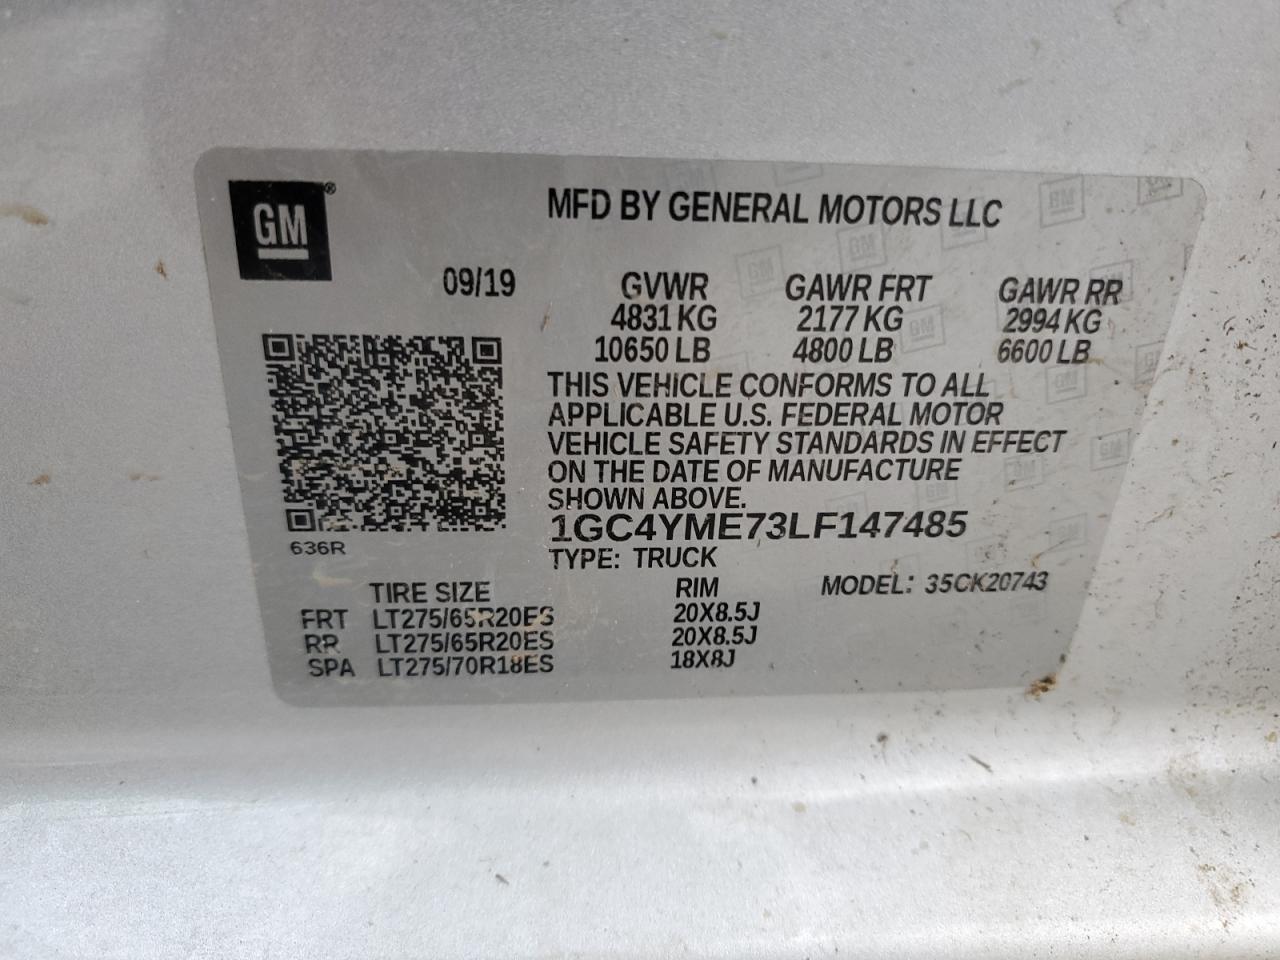 GM®
MFD BY GENERAL MOTORS LLC
09/19
GVWR GAWR FRT GAWR RR
4831 KG 2177 KG 2994 KG
10650 LB 4800 LB 6600 LB
THIS VEHICLE CONFORMS TO ALL
APPLICABLE U.S. FEDERAL MOTOR
VEHICLE SAFETY STANDARDS IN EFFECT
ON THE DATE OF MANUFACTURE
SHOWN ABOVE.
1GC4YME73LF147485
636R
TYPE: TRUCK
TIRE SIZE RIM MODEL: 35CK20743
FRT LT275/65R20ES 20X8.5J
RR LT275/65R20ES 20X8.5J
SPA LT275/70R18ES 18X8J